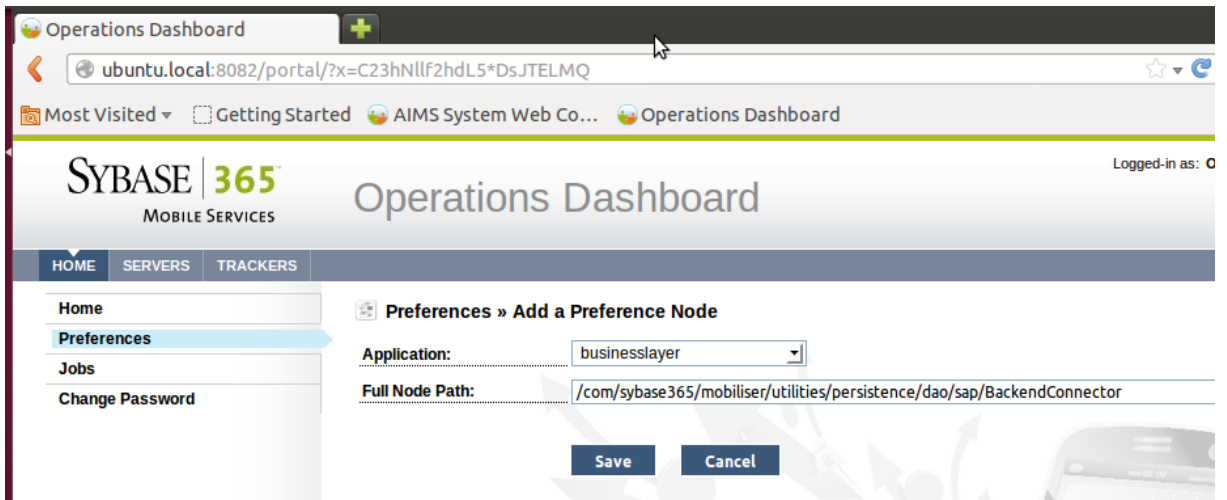 Operations Dashboard
ubuntu.local:8082/portal/?x=C23hNllf2hdL5*DsJTELMQ
Most Visited Getting Started AIMS System Web Co... Operations Dashboard
SYBASE 365
MOBILE SERVICES
Operations Dashboard
Logged-in as: O
HOME SERVERS TRACKERS
Home
Preferences
Jobs
Change Password
Preferences » Add a Preference Node
Application: businesslayer
Full Node Path: /com/sybase365/mobiliser/utilities/persistence/dao/sap/BackendConnector
Save Cancel